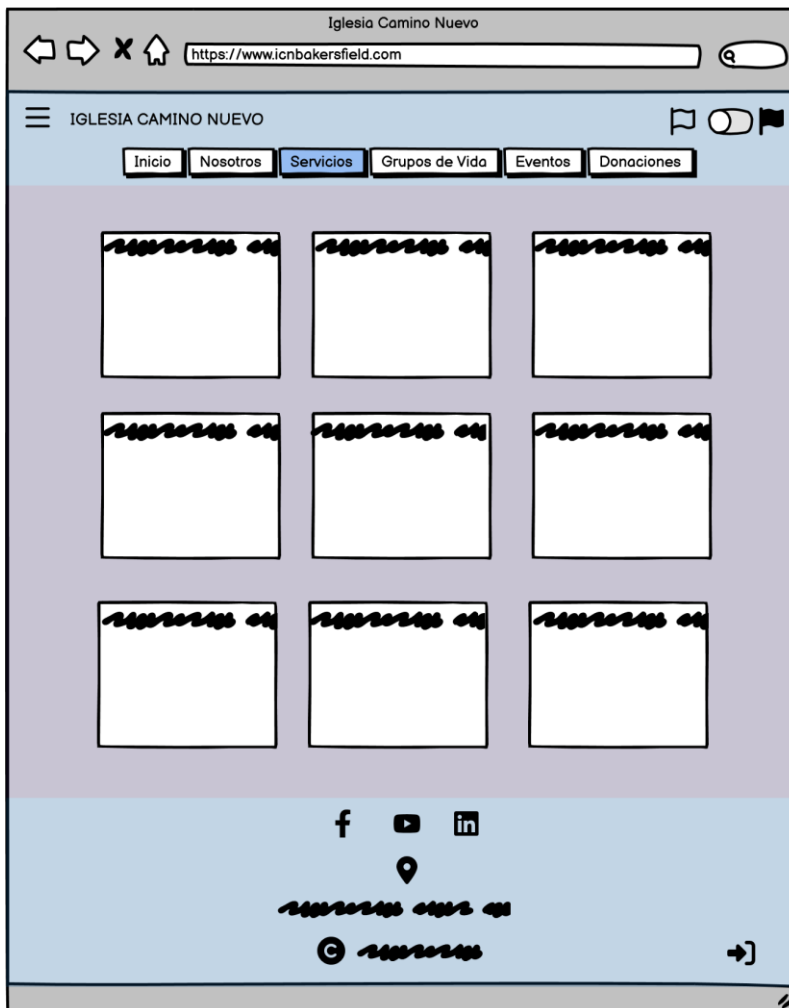 Iglesia Camino Nuevo
https://www.icnbakersfield.com
IGLESIA CAMINO NUEVO
Inicio Nosotros Servicios Grupos de Vida Eventos Donaciones